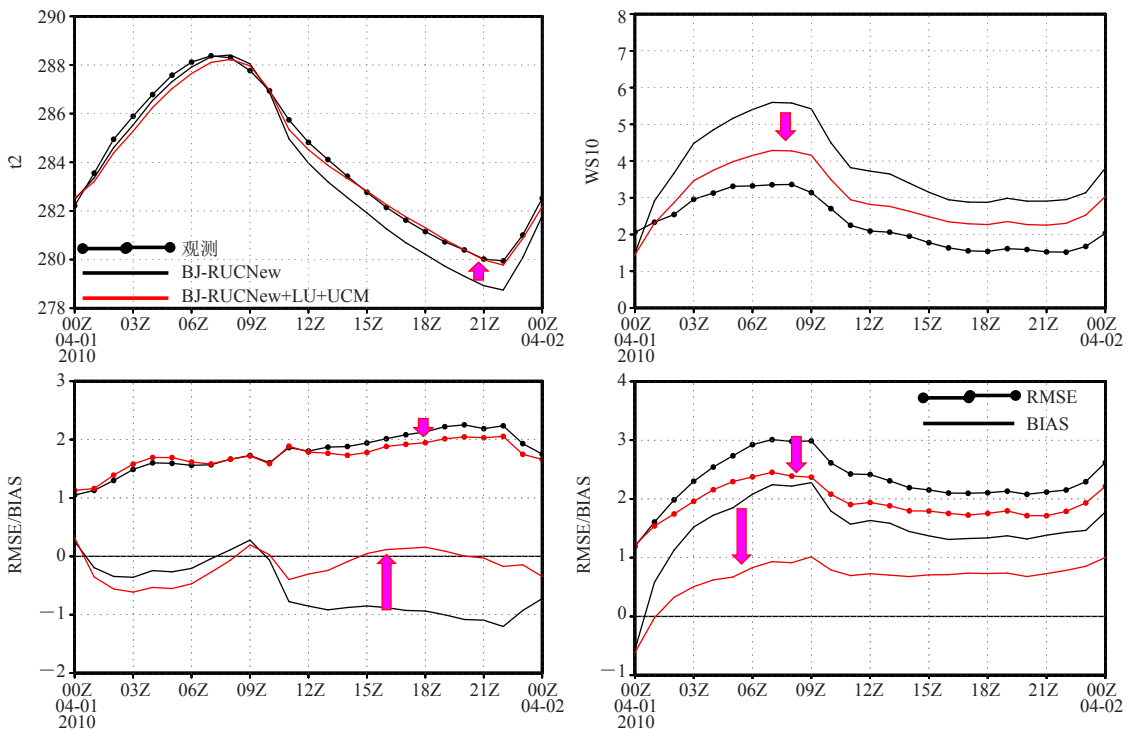 290
288
286
284
282
280
278
t2
观测
BJ-RUCNew
BJ-RUCNew+LU+UCM
00Z 03Z 06Z 09Z 12Z 15Z 18Z 21Z 00Z
04-01 04-02
2010
8
7
6
5
4
3
2
1
0
WS10
00Z 03Z 06Z 09Z 12Z 15Z 18Z 21Z 00Z
04-01 04-02
2010
3
2
1
0
−1
−2
RMSE/BIAS
00Z 03Z 06Z 09Z 12Z 15Z 18Z 21Z 00Z
04-01 04-02
2010
4
3
2
1
0
−1
RMSE/BIAS
RMSE
BIAS
00Z 03Z 06Z 09Z 12Z 15Z 18Z 21Z 00Z
04-01 04-02
2010